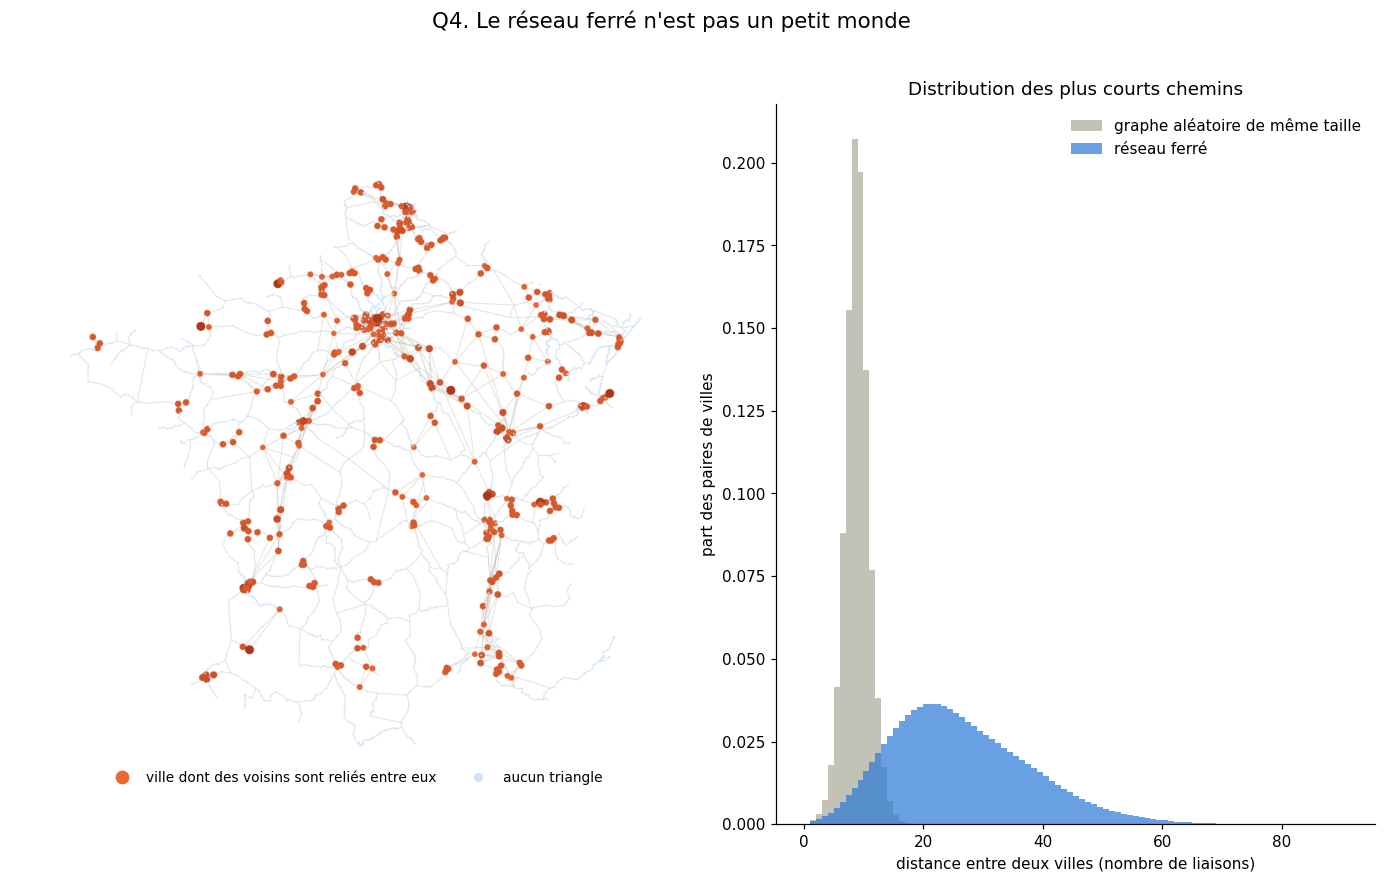 Q4. Le réseau ferré n'est pas un petit monde
ville dont des voisins sont reliés entre eux
aucun triangle
Distribution des plus courts chemins
graphe aléatoire de même taille
réseau ferré
part des paires de villes
0.200
0.175
0.150
0.125
0.100
0.075
0.050
0.025
0.000
0 20 40 60 80
distance entre deux villes (nombre de liaisons)